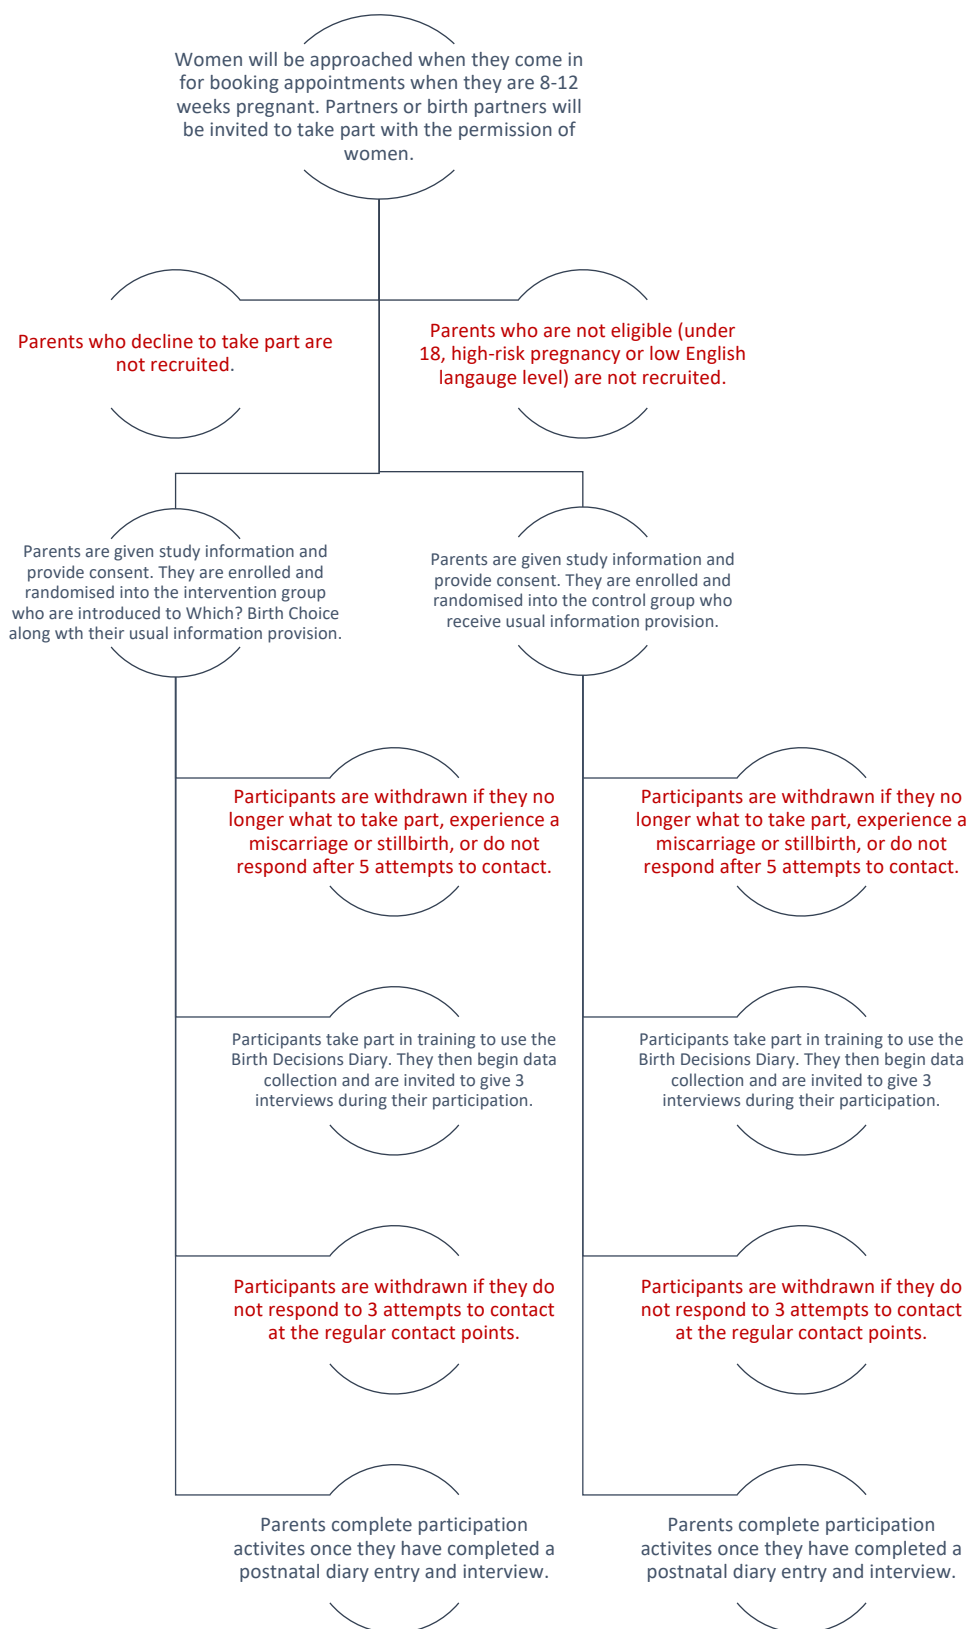 Women will be approached when they come in
for booking appointments when they are 8-12
weeks pregnant. Partners or birth partners will
be invited to take part with the permission of
women.
Parents who decline to take part are
not recruited.
Parents who are not eligible (under
18, high-risk pregnancy or low English
langauge level) are not recruited.
Parents are given study information and
provide consent. They are enrolled and
randomised into the intervention group
who are introduced to Which? Birth Choice
along wth their usual information provision.
Parents are given study information and
provide consent. They are enrolled and
randomised into the control group who
receive usual information provision.
Participants are withdrawn if they no
longer what to take part, experience a
miscarriage or stillbirth, or do not
respond after 5 attempts to contact.
Participants are withdrawn if they no
longer what to take part, experience a
miscarriage or stillbirth, or do not
respond after 5 attempts to contact.
Participants take part in training to use the
Birth Decisions Diary. They then begin data
collection and are invited to give 3
interviews during their participation.
Participants take part in training to use the
Birth Decisions Diary. They then begin data
collection and are invited to give 3
interviews during their participation.
Participants are withdrawn if they do
not respond to 3 attempts to contact
at the regular contact points.
Participants are withdrawn if they do
not respond to 3 attempts to contact
at the regular contact points.
Parents complete participation
activites once they have completed a
postnatal diary entry and interview.
Parents complete participation
activites once they have completed a
postnatal diary entry and interview.